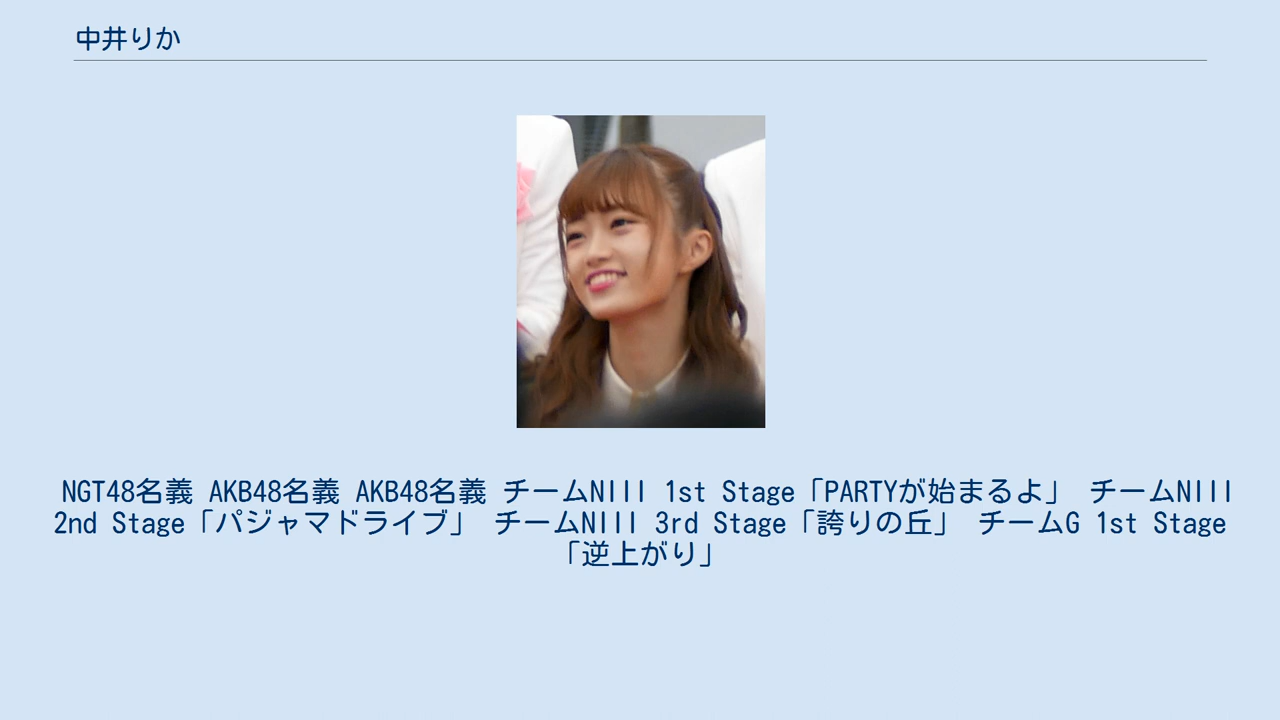 中井りか
NGT48名義 AKB48名義 AKB48名義 チームNIII 1st Stage「PARTYが始まるよ」 チームNIII
2nd Stage「パジャマドライブ」 チームNIII 3rd Stage「誇りの丘」 チームG 1st Stage
「逆上がり」